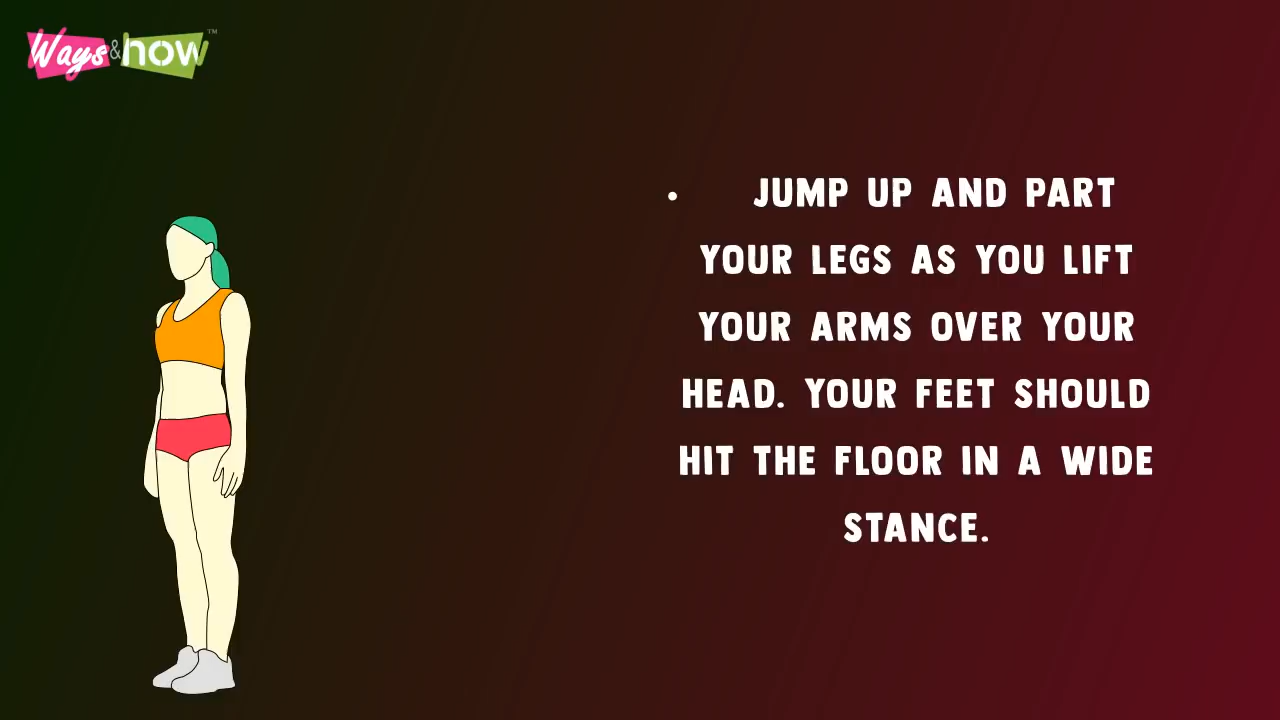 Ways&how™
• JUMP UP AND PART
YOUR LEGS AS YOU LIFT
YOUR ARMS OVER YOUR
HEAD. YOUR FEET SHOULD
HIT THE FLOOR IN A WIDE
STANCE.